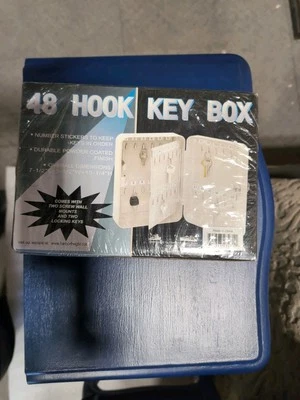 48 HOOK KEY BOX
• NUMBER STICKERS TO KEEP
KEYS IN ORDER
• DURABLE POWDER COATED
FINISH
COMES WITH
TWO SCREW WALL
MOUNTS
AND TWO
LOCKING KEYS